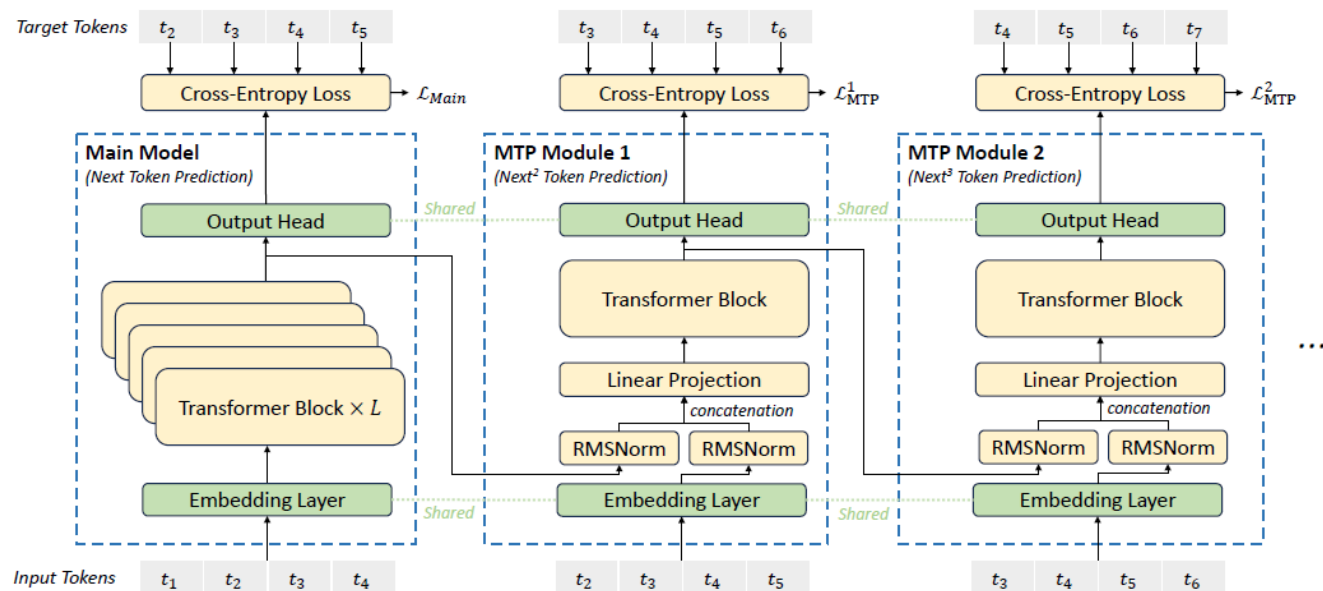 Target Tokens t₂ t₃ t₄ t₅ t₃ t₄ t₅ t₆ t₄ t₅ t₆ t₇
Cross-Entropy Loss ℒ_Main Cross-Entropy Loss ℒ¹_MTP Cross-Entropy Loss ℒ²_MTP
Main Model MTP Module 1 MTP Module 2
(Next Token Prediction) (Next² Token Prediction) (Next³ Token Prediction)
Output Head Shared Output Head Shared Output Head
Transformer Block Transformer Block
...
Linear Projection Linear Projection
Transformer Block × L concatenation concatenation
RMSNorm RMSNorm RMSNorm RMSNorm
Embedding Layer Shared Embedding Layer Shared Embedding Layer
Input Tokens t₁ t₂ t₃ t₄ t₂ t₃ t₄ t₅ t₃ t₄ t₅ t₆